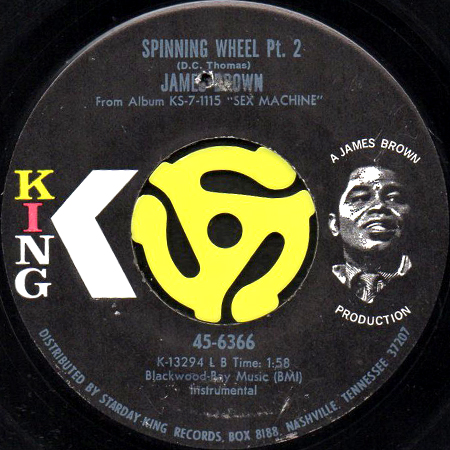 SPINNING WHEEL Pt. 2
(D.C. Thomas)
JAMES BROWN
From Album KS-7-1115 "SEX MACHINE"
KING
K
A JAMES BROWN
PRODUCTION
45-6366
K-13294 L B Time: 1:58
Blackwood-Bay Music (BMI)
Instrumental
DISTRIBUTED BY STARDAY KING RECORDS, BOX 8188, NASHVILLE, TENNESSEE 37207